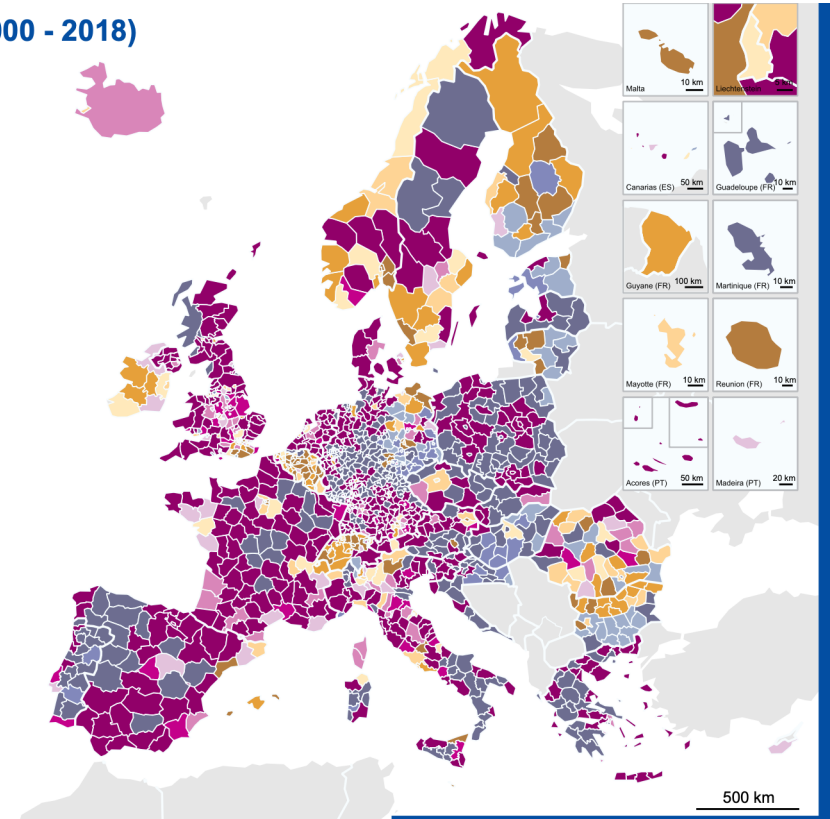 000 - 2018)
Malta
10 km
Liechtenstein
5 km
Canarias (ES)
50 km
Guadeloupe (FR)
10 km
Guyane (FR)
100 km
Martinique (FR)
10 km
Mayotte (FR)
10 km
Reunion (FR)
10 km
Acores (PT)
50 km
Madeira (PT)
20 km
500 km